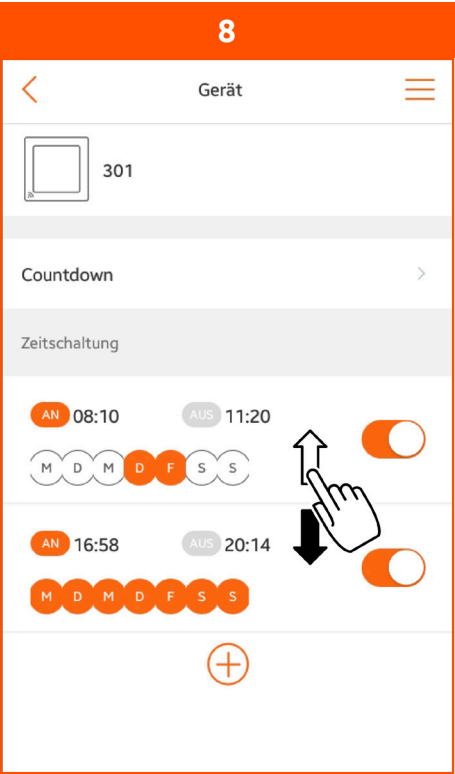 8
Gerät
301
Countdown
Zeitschaltung
AN 08:10 AUS 11:20
M D M D F S S
AN 16:58 AUS 20:14
M D M D F S S